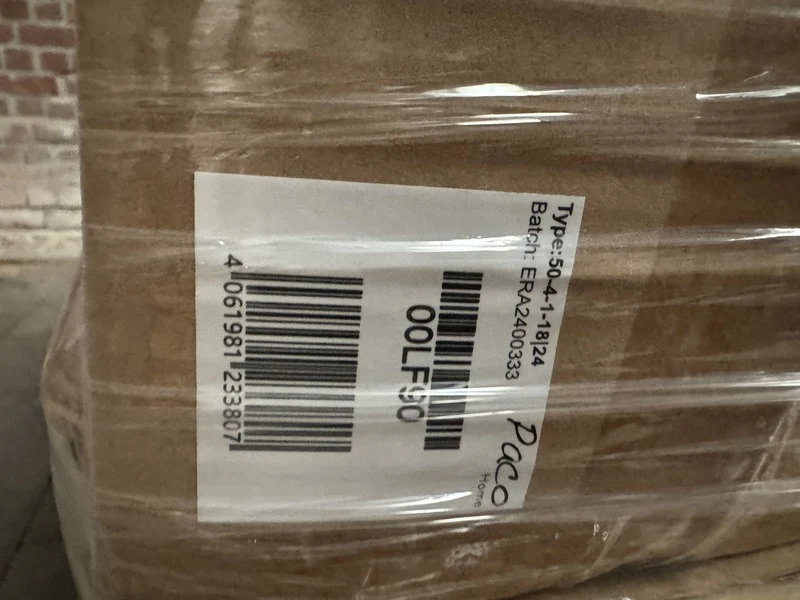 Type:50-4-1-18|24
Batch: ERA2400333
Paco
Home
00LF90
4 061981 233807